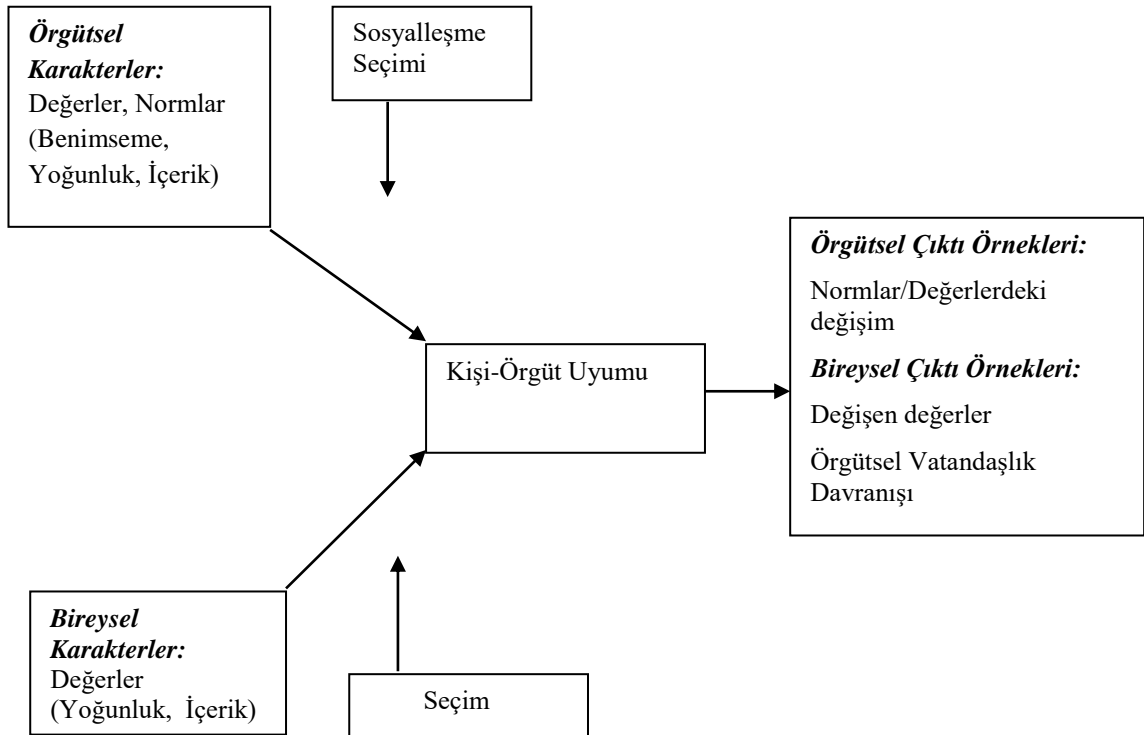 Örgütsel
Karakterler:
Değerler, Normlar
(Benimseme,
Yoğunluk, İçerik)
Sosyalleşme
Seçimi
Kişi-Örgüt Uyumu
Örgütsel Çıktı Örnekleri:
Normlar/Değerlerdeki
değişim
Bireysel Çıktı Örnekleri:
Değişen değerler
Örgütsel Vatandaşlık
Davranışı
Bireysel
Karakterler:
Değerler
(Yoğunluk, İçerik)
Seçim